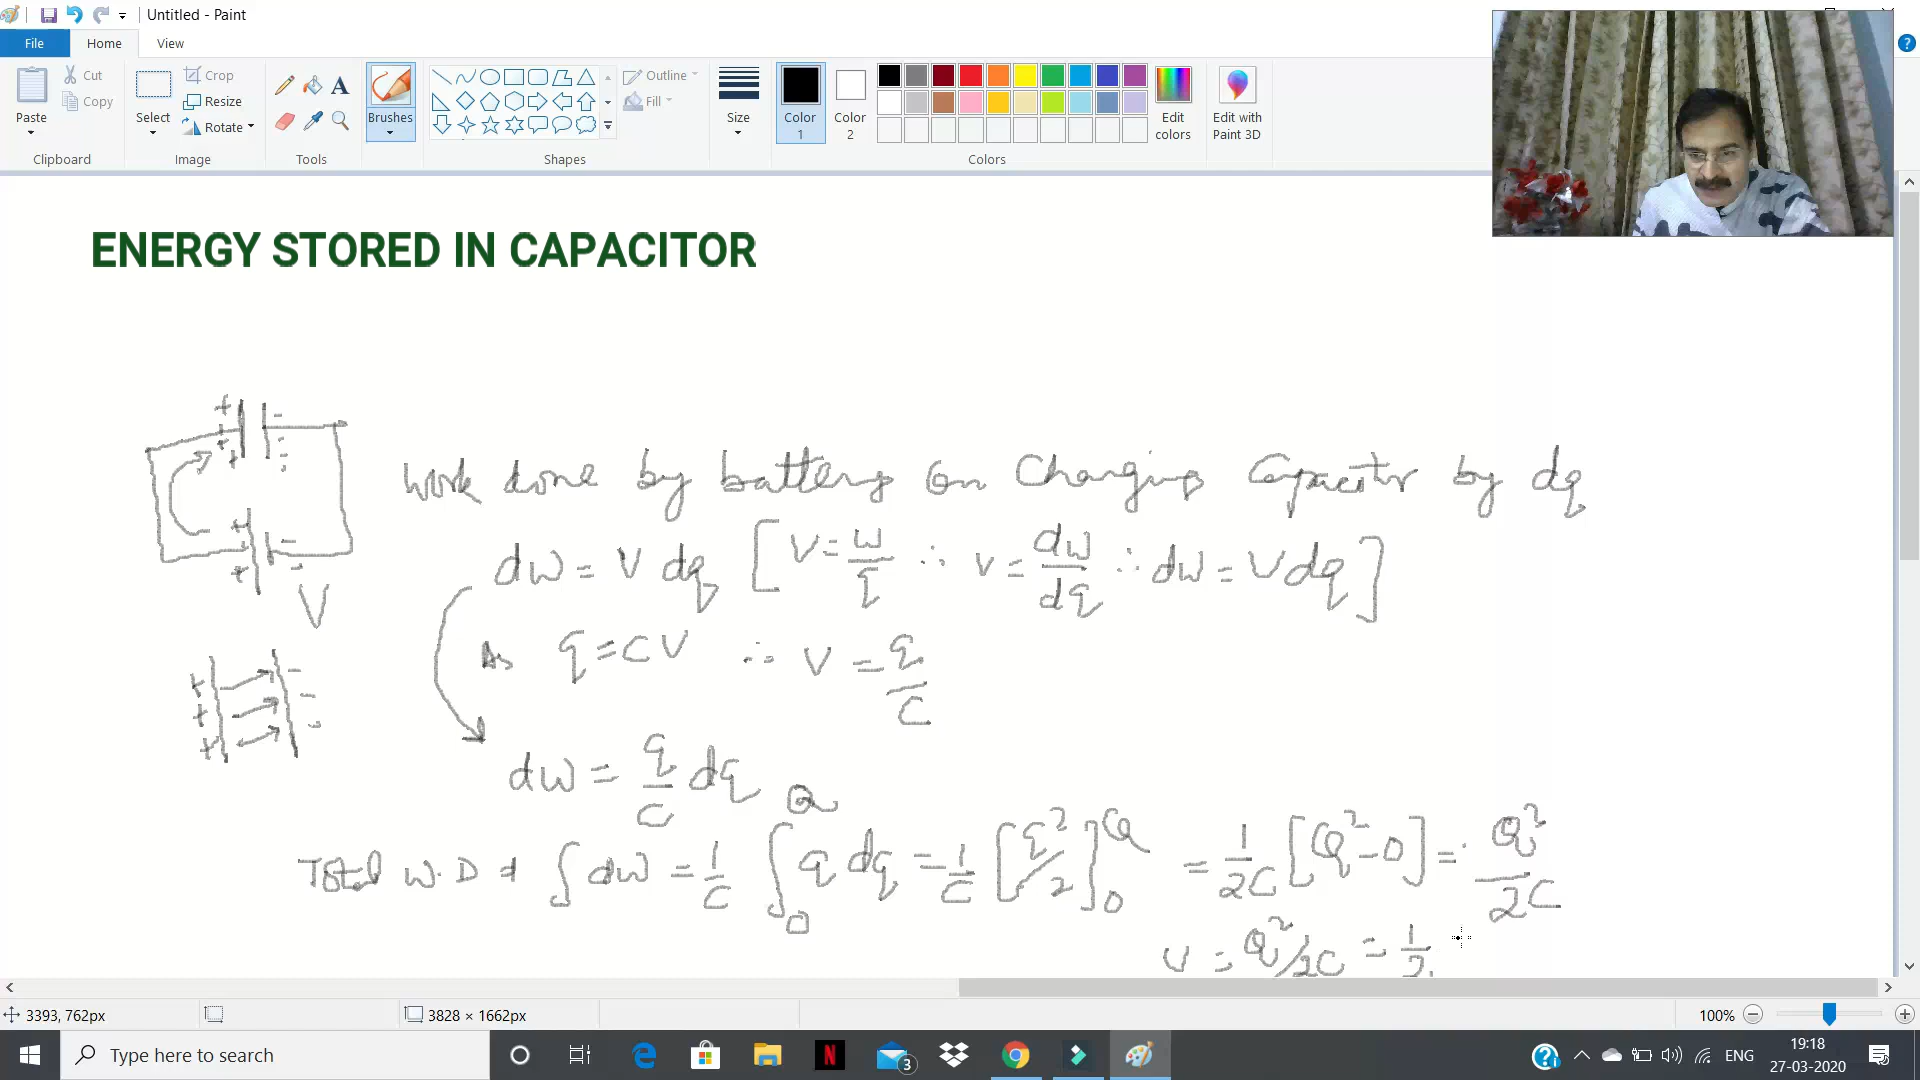 Untitled - Paint
File Home View
Cut
Copy
Paste
Clipboard
Select
Crop
Resize
Rotate
Image
Tools
Brushes
Outline
Fill
Shapes
Size
Color 1
Color 2
Edit colors
Edit with Paint 3D
Colors
ENERGY STORED IN CAPACITOR
+ -
+ -
+ -
+ -
+ -
V
Work done by battery on Charging Capacitor by dq
dW = V dq [V = W/q ∴ V = dW/dq ∴ dW = V dq]
As q = CV ∴ V = q/C
+ -
+ -
+ -
dW = q/C dq
Total W.D = ∫ dW = 1/C ∫₀^Q q dq = 1/C [q²/2]₀^Q = 1/2C [Q² - 0] = Q²/2C
U = Q²/2C = 1/2
3393, 762px
3828 × 1662px
100%
Type here to search
3
ENG
19:18
27-03-2020